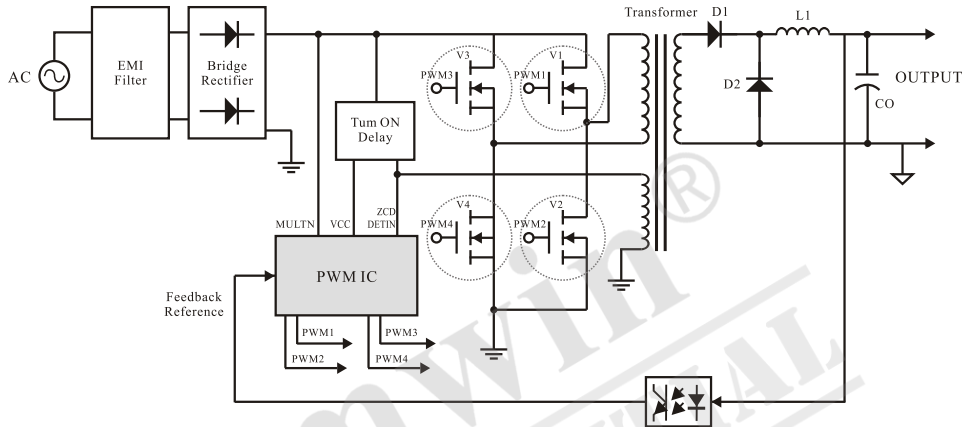 Transformer
D1
L1
AC
EMI
Filter
Bridge
Rectifier
V3
V1
PWM3
PWM1
D2
CO
OUTPUT
Tum ON
Delay
V4
V2
PWM4
PWM2
MULTN
VCC
ZCD
DETIN
PWM IC
Feedback
Reference
PWM1
PWM2
PWM3
PWM4
®